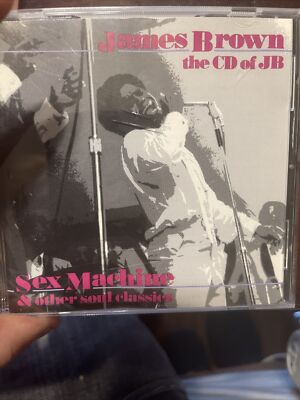 James Brown
the CD of JB
Sex Machine
& other soul classics